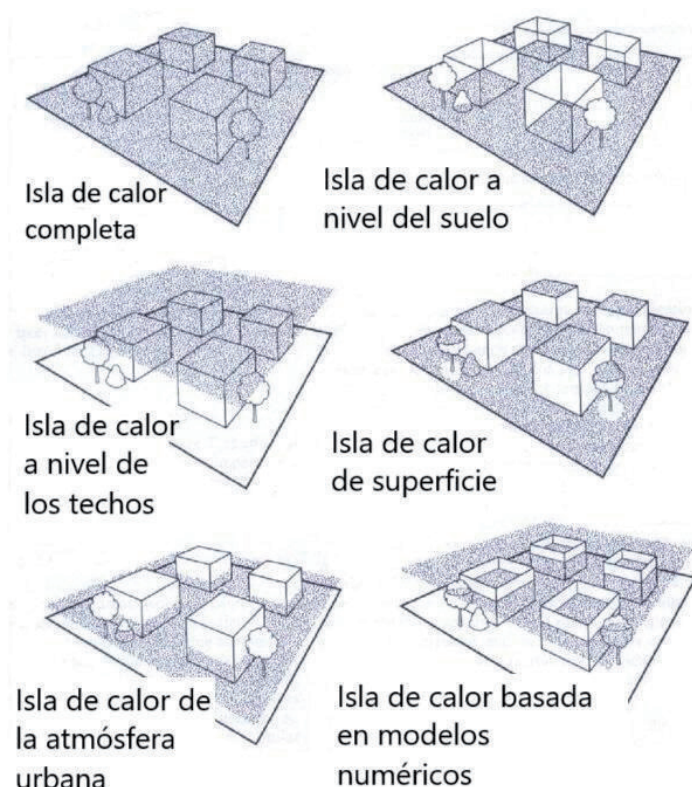 Isla de calor
completa
Isla de calor a
nivel del suelo
Isla de calor
a nivel de
los techos
Isla de calor
de superficie
Isla de calor de
la atmósfera
urbana
Isla de calor basada
en modelos
numéricos